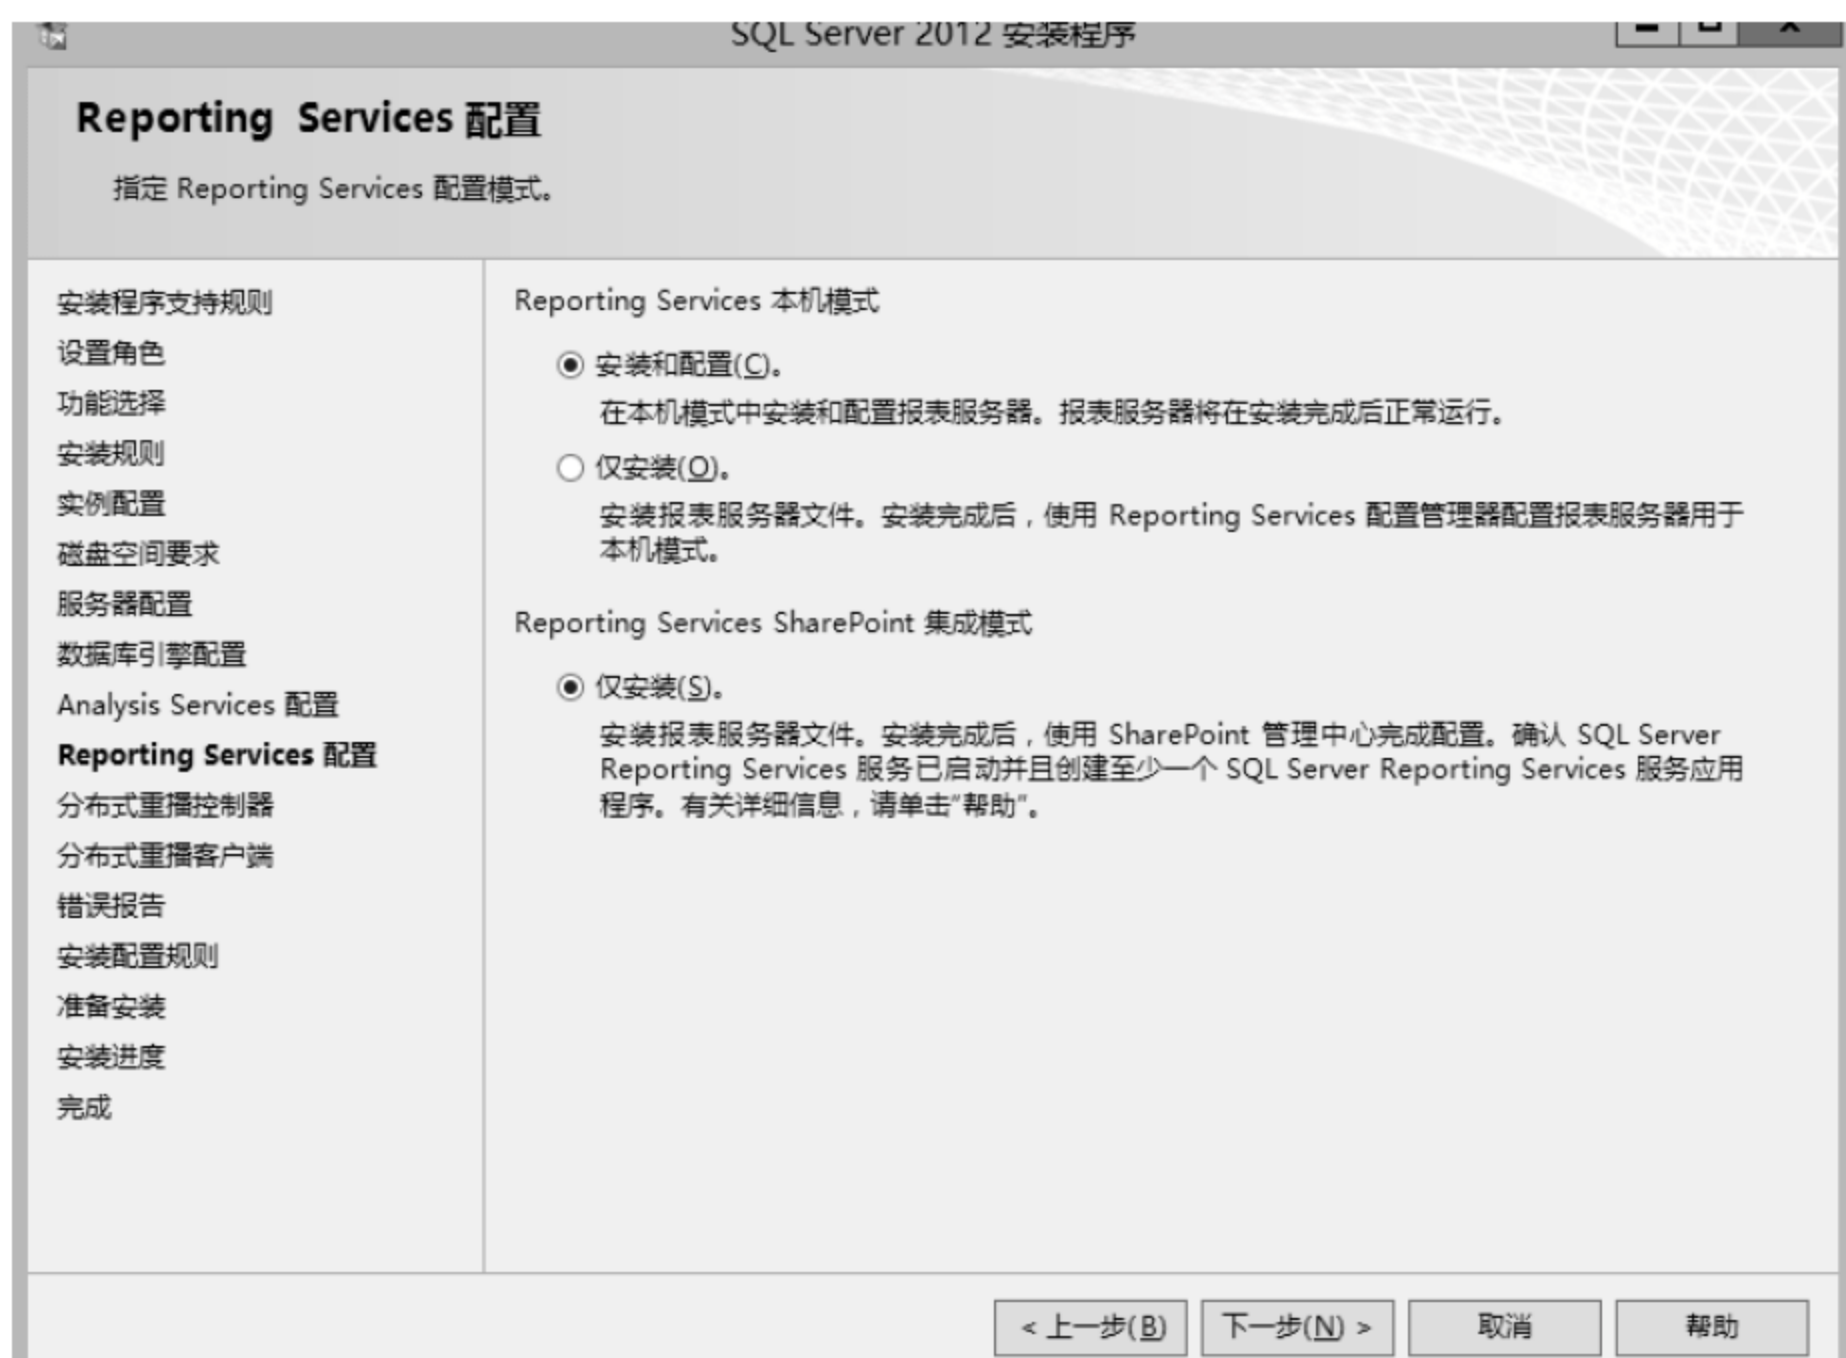 SQL Server 2012 安装程序
Reporting Services 配置
指定 Reporting Services 配置模式。
安装程序支持规则
设置角色
功能选择
安装规则
实例配置
磁盘空间要求
服务器配置
数据库引擎配置
Analysis Services 配置
Reporting Services 配置
分布式重播控制器
分布式重播客户端
错误报告
安装配置规则
准备安装
安装进度
完成
Reporting Services 本机模式
安装和配置(C)。
在本机模式中安装和配置报表服务器。报表服务器将在安装完成后正常运行。
仅安装(O)。
安装报表服务器文件。安装完成后，使用 Reporting Services 配置管理器配置报表服务器用于
本机模式。
Reporting Services SharePoint 集成模式
仅安装(S)。
安装报表服务器文件。安装完成后，使用 SharePoint 管理中心完成配置。确认 SQL Server
Reporting Services 服务已启动并且创建至少一个 SQL Server Reporting Services 服务应用
程序。有关详细信息，请单击“帮助”。
< 上一步(B)
下一步(N) >
取消
帮助